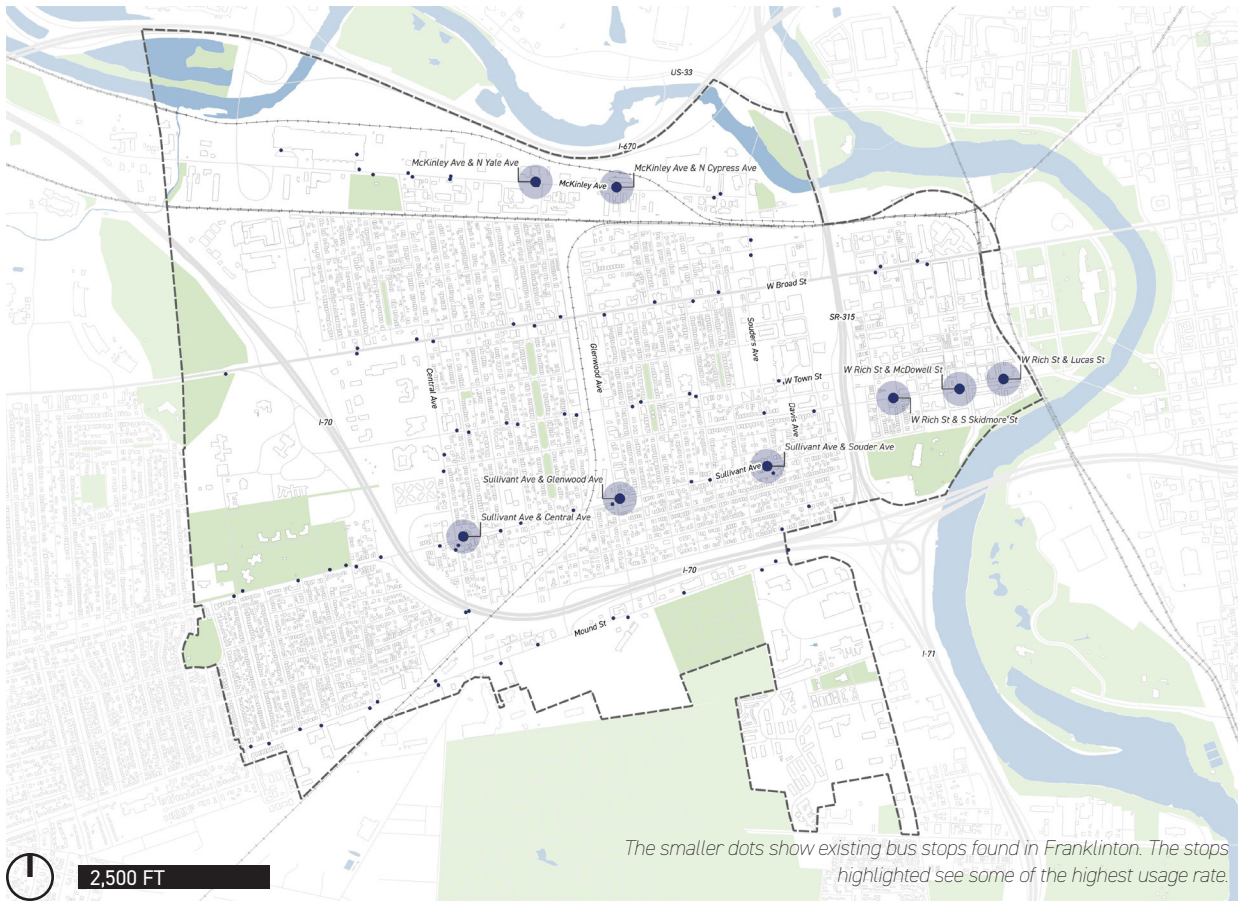 US-33
I-670
McKinley Ave & N Yale Ave
McKinley Ave & N Cypress Ave
McKinley Ave
W Broad St
Souders Ave
SR-315
Glenwood Ave
Central Ave
W Rich St & Lucas St
W Rich St & McDowell St
W Town St
I-70
Davis Ave
W Rich St & S Skidmore St
Sullivant Ave & Souder Ave
Sullivant Ave
Sullivant Ave & Glenwood Ave
Sullivant Ave & Central Ave
I-70
Mound St
I-71
The smaller dots show existing bus stops found in Franklinton. The stops
highlighted see some of the highest usage rate.
2,500 FT